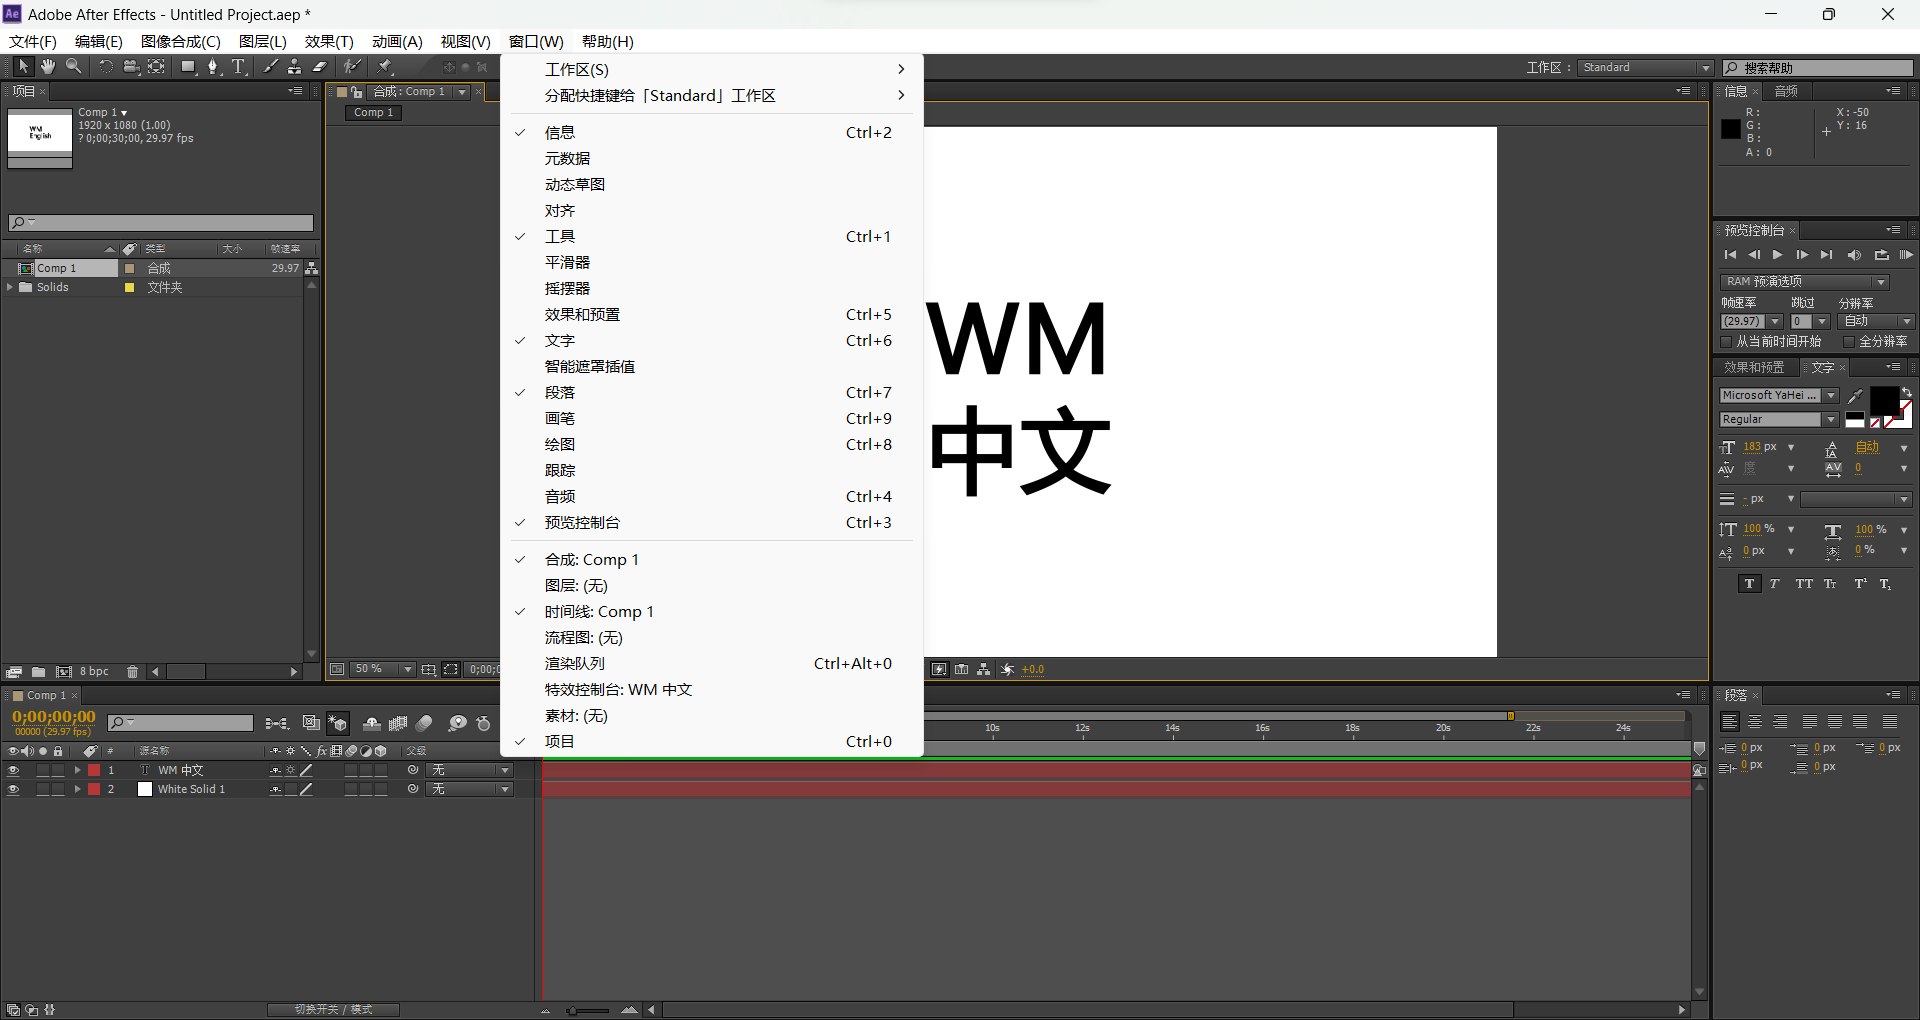 Adobe After Effects - Untitled Project.aep *
文件(F) 编辑(E) 图像合成(C) 图层(L) 效果(T) 动画(A) 视图(V) 窗口(W) 帮助(H)
工作区: Standard 搜索帮助
项目
Comp 1
1920 x 1080 (1.00)
? 0;00;30;00, 29.97 fps
WM
English
名称 类型 大小 帧速率
Comp 1 合成 29.97
Solids 文件夹
8 bpc
合成: Comp 1
Comp 1
工作区(S)
分配快捷键给「Standard」工作区
信息 Ctrl+2
元数据
动态草图
对齐
工具 Ctrl+1
平滑器
摇摆器
效果和预置 Ctrl+5
文字 Ctrl+6
智能遮罩插值
段落 Ctrl+7
画笔 Ctrl+9
绘图 Ctrl+8
跟踪
音频 Ctrl+4
预览控制台 Ctrl+3
合成: Comp 1
图层: (无)
时间线: Comp 1
流程图: (无)
渲染队列 Ctrl+Alt+0
特效控制台: WM 中文
素材: (无)
项目 Ctrl+0
WM
中文
50 % 0;00;0 +0.0
信息 音频
R: X: -50
G: Y: 16
B:
A: 0
预览控制台
RAM 预演选项
帧速率 跳过 分辨率
(29.97) 0 自动
从当前时间开始 全分辨率
效果和预置 文字
Microsoft YaHei ...
Regular
183 px 自动
度 0
- px
100 % 100 %
0 px 0 %
T T TT Tt T¹ T₁
段落
0 px 0 px 0 px
0 px 0 px
Comp 1
0;00;00;00
00000 (29.97 fps)
10s 12s 14s 16s 18s 20s 22s 24s
# 源名称 fx 父级
1 T WM 中文 无
2 White Solid 1 无
切换开关 / 模式